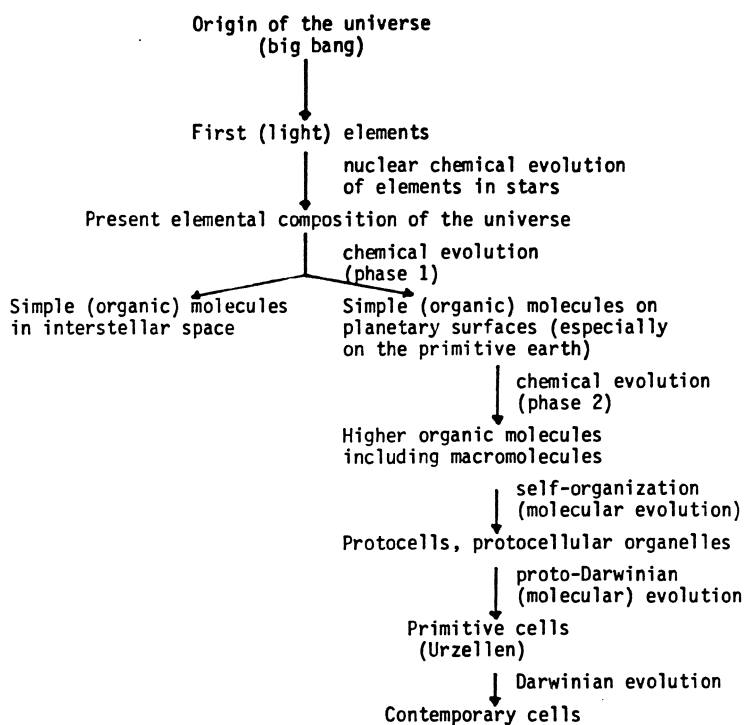 Origin of the universe
(big bang)
First (light) elements
nuclear chemical evolution
of elements in stars
Present elemental composition of the universe
chemical evolution
(phase 1)
Simple (organic) molecules
in interstellar space
Simple (organic) molecules on
planetary surfaces (especially
on the primitive earth)
chemical evolution
(phase 2)
Higher organic molecules
including macromolecules
self-organization
(molecular evolution)
Protocells, protocellular organelles
proto-Darwinian
(molecular) evolution
Primitive cells
(Urzellen)
Darwinian evolution
Contemporary cells